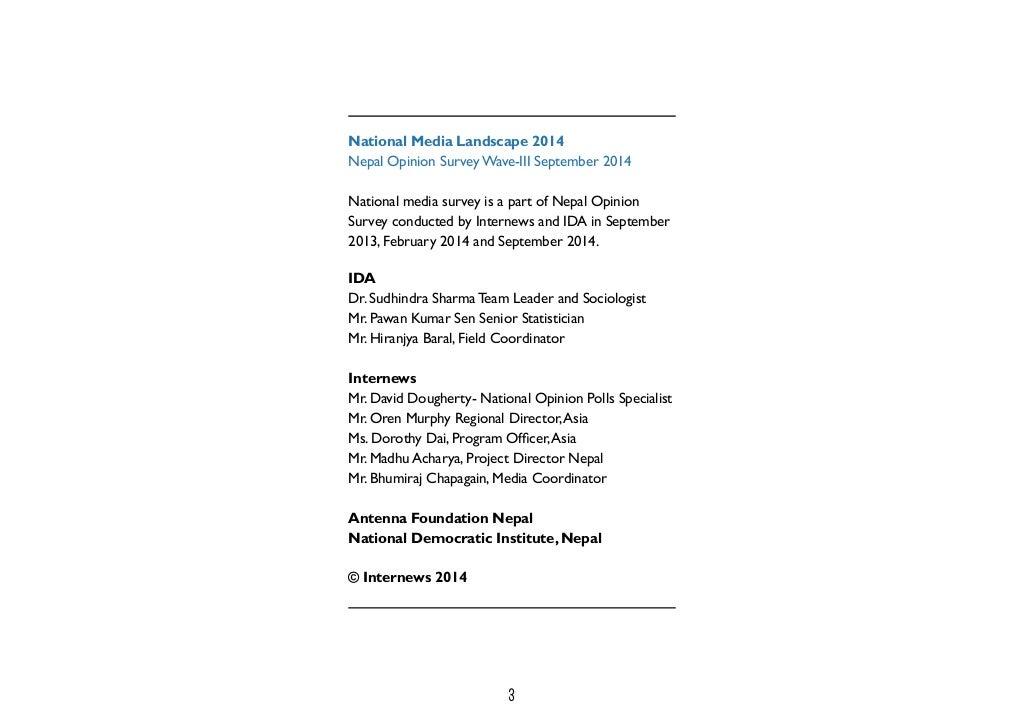 National Media Landscape 2014
Nepal Opinion Survey Wave-III September 2014
National media survey is a part of Nepal Opinion
Survey conducted by Internews and IDA in September
2013, February 2014 and September 2014.
IDA
Dr. Sudhindra Sharma Team Leader and Sociologist
Mr. Pawan Kumar Sen Senior Statistician
Mr. Hiranjya Baral, Field Coordinator
Internews
Mr. David Dougherty- National Opinion Polls Specialist
Mr. Oren Murphy Regional Director, Asia
Ms. Dorothy Dai, Program Officer, Asia
Mr. Madhu Acharya, Project Director Nepal
Mr. Bhumiraj Chapagain, Media Coordinator
Antenna Foundation Nepal
National Democratic Institute, Nepal
© Internews 2014
3